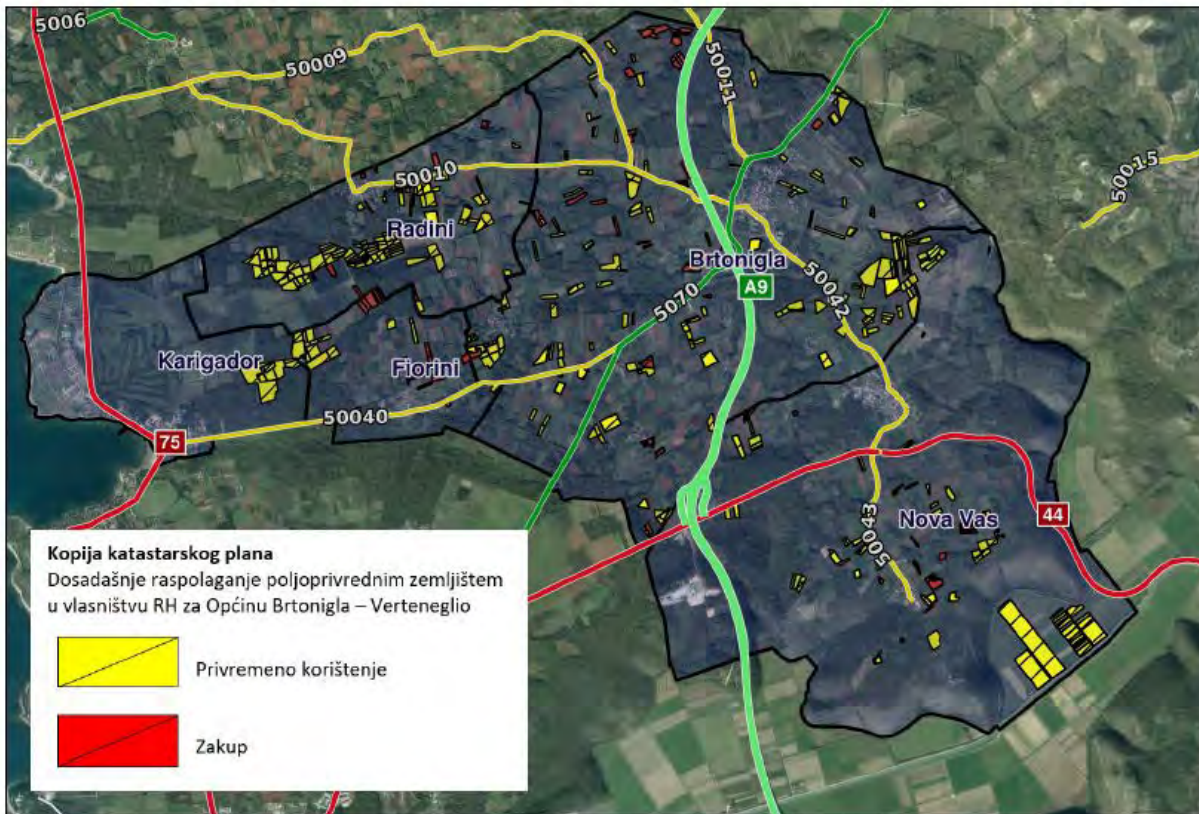 5006
50009
50011
50015
50010
Radini
Brtonigla
A9
5070
50042
Karigador
Fiorini
50040
75
50043
Nova Vas
44
Kopija katastarskog plana
Dosadašnje raspolaganje poljoprivrednim zemljištem
u vlasništvu RH za Općinu Brtonigla – Verteneglio
Privremeno korištenje
Zakup